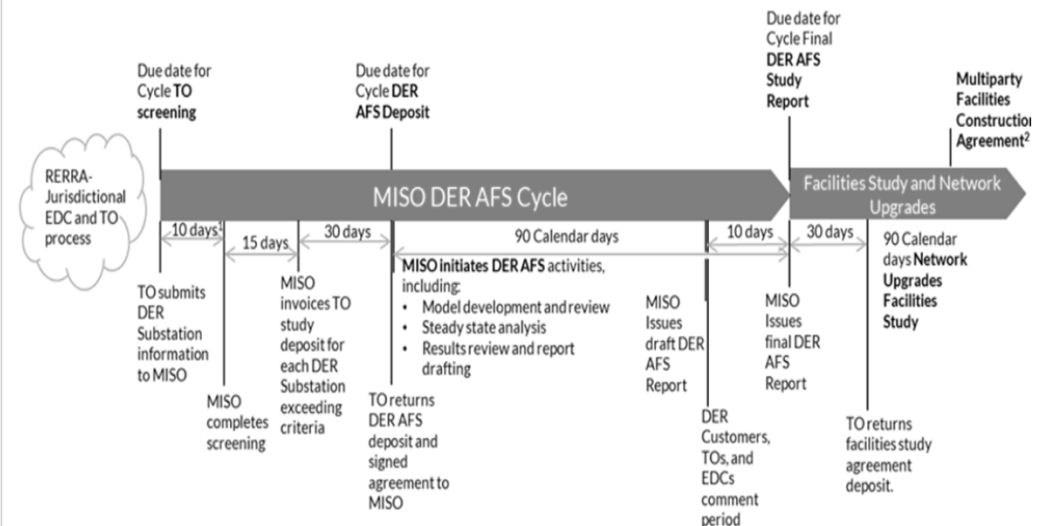 Due date for
Cycle TO
screening
Due date for
Cycle DER
AFS Deposit
Due date for
Cycle Final
DER AFS
Study
Report
Multiparty
Facilities
Constructio
Agreement²
RERRA-
Jurisdictional
EDC and TO
process
MISO DER AFS Cycle
Facilities Study and Network
Upgrades
10 days¹
15 days
30 days
90 Calendar days
10 days
30 days
TO submits
DER
Substation
information
to MISO
MISO
completes
screening
MISO
invoices TO
study
deposit for
each DER
Substation
exceeding
criteria
MISO initiates DER AFS activities,
including:
• Model development and review
• Steady state analysis
• Results review and report
drafting
TO returns
DER AFS
deposit and
signed
agreement to
MISO
MISO
Issues
draft DER
AFS
Report
DER
Customers,
TOs, and
EDCs
comment
period
MISO
Issues
final DER
AFS
Report
TO returns
facilities study
agreement
deposit.
90 Calendar
days Network
Upgrades
Facilities
Study